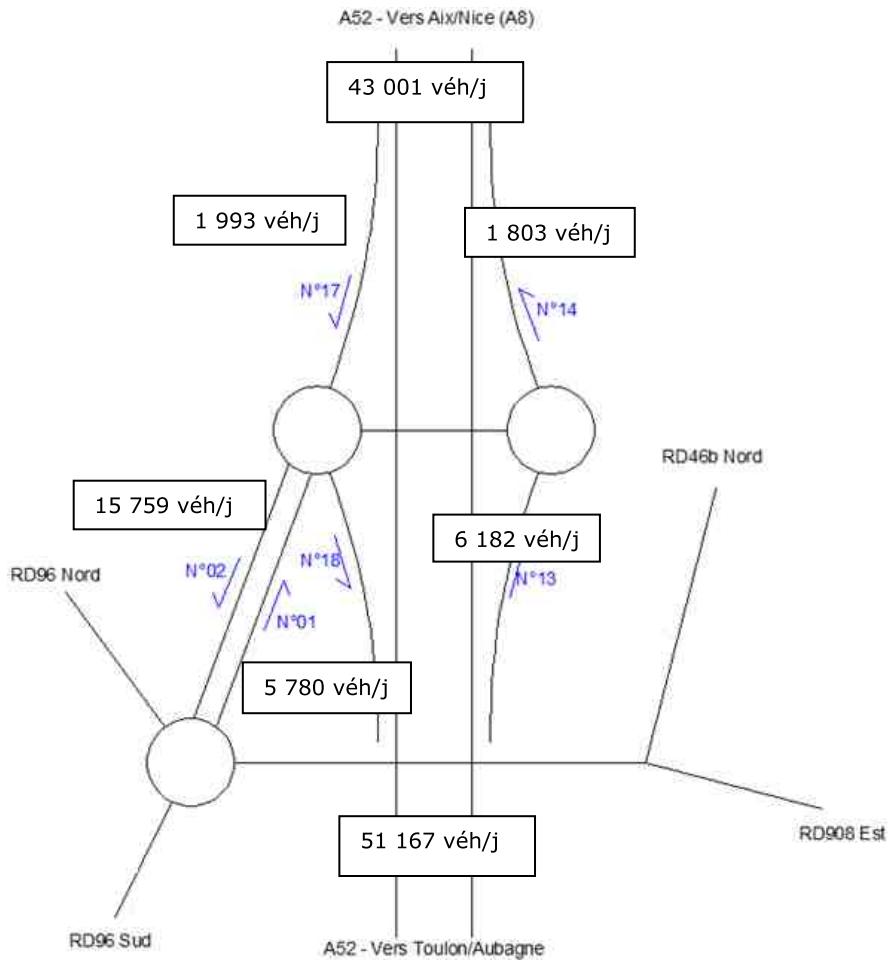 A52 - Vers Aix/Nice (A8)
43 001 véh/j
1 993 véh/j
1 803 véh/j
N°17
N°14
RD46b Nord
15 759 véh/j
6 182 véh/j
N°18
N°02
RD96 Nord
N°13
N°01
5 780 véh/j
51 167 véh/j
RD908 Est
RD96 Sud
A52 - Vers Toulon/Aubagne